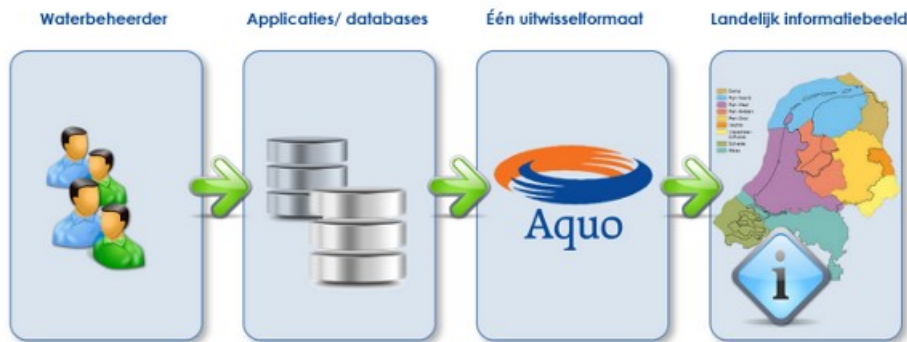 Waterbeheerder
Applicaties/ databases
Één uitwisselformaat
Landelijk informatiebeeld
Aquo
i